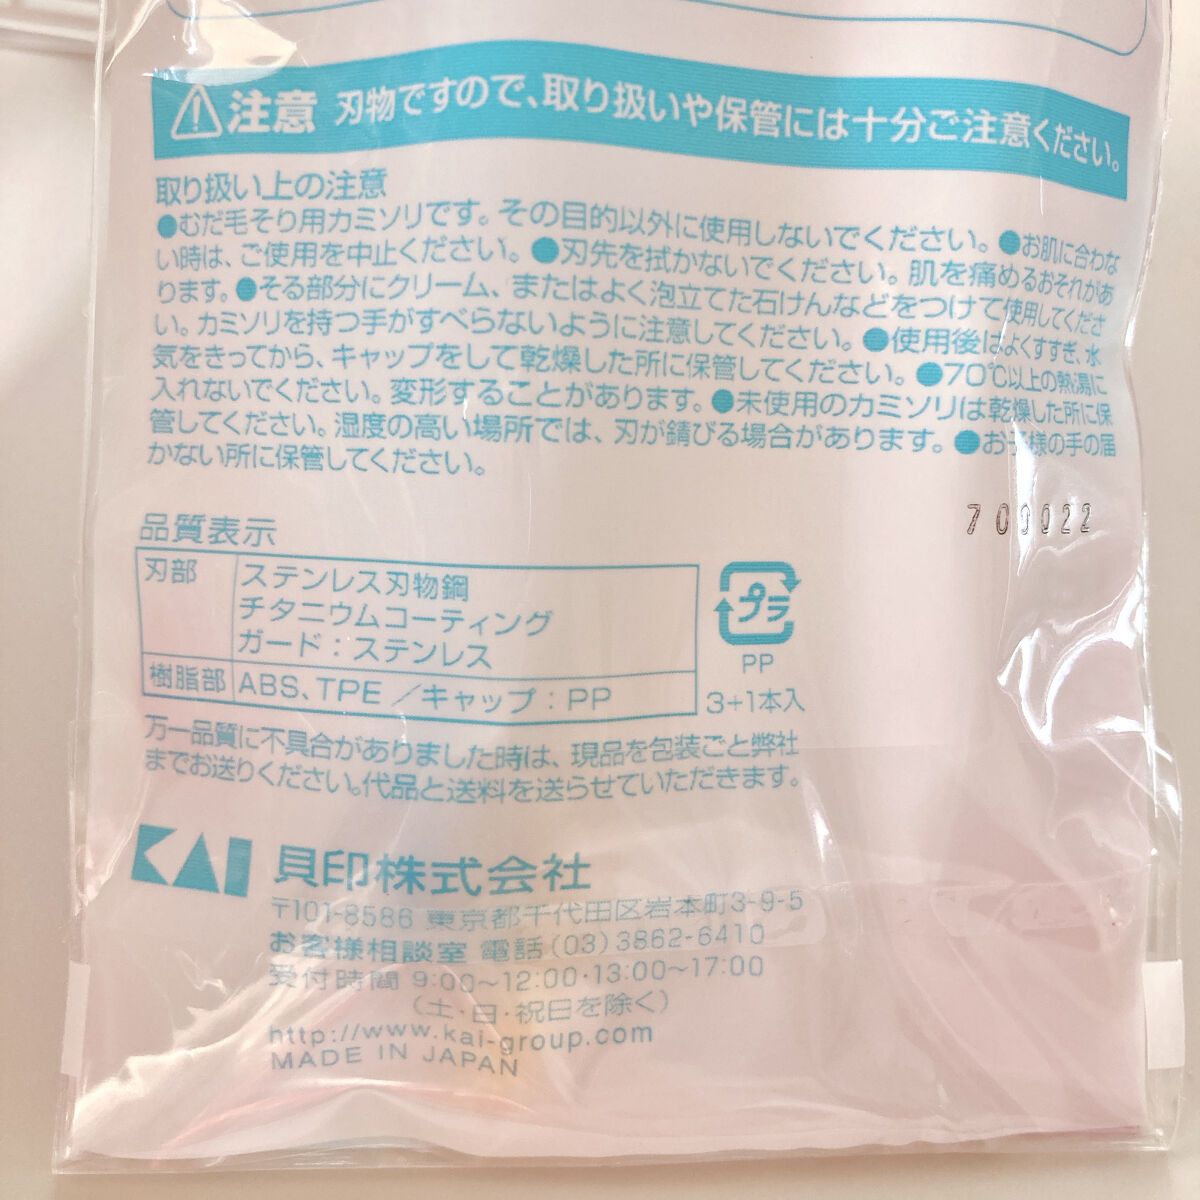 ⚠注意 刃物ですので、取り扱いや保管には十分ご注意ください。
取り扱い上の注意
●むだ毛そり用カミソリです。その目的以外に使用しないでください。●お肌に合わな
い時は、ご使用を中止ください。●刃先を拭かないでください。肌を痛めるおそれがあ
ります。●そる部分にクリーム、またはよく泡立てた石けんなどをつけて使用してくださ
い。カミソリを持つ手がすべらないように注意してください。●使用後はよくすすぎ、水
気をきってから、キャップをして乾燥した所に保管してください。●70℃以上の熱湯に
入れないでください。変形することがあります。●未使用のカミソリは乾燥した所に保
管してください。湿度の高い場所では、刃が錆びる場合があります。●お子様の手の届
かない所に保管してください。
700022
品質表示
刃部 ステンレス刃物鋼
チタニウムコーティング
ガード：ステンレス
樹脂部 ABS、TPE／キャップ：PP
プラ
PP
3+1本入
万一品質に不具合がありました時は、現品を包装ごと弊社
までお送りください。代品と送料を送らせていただきます。
KAI 貝印株式会社
〒101-8586 東京都千代田区岩本町3-9-5
お客様相談室 電話(03)3862-6410
受付時間 9:00～12:00・13:00～17:00
（土・日・祝日を除く）
http://www.kai-group.com
MADE IN JAPAN